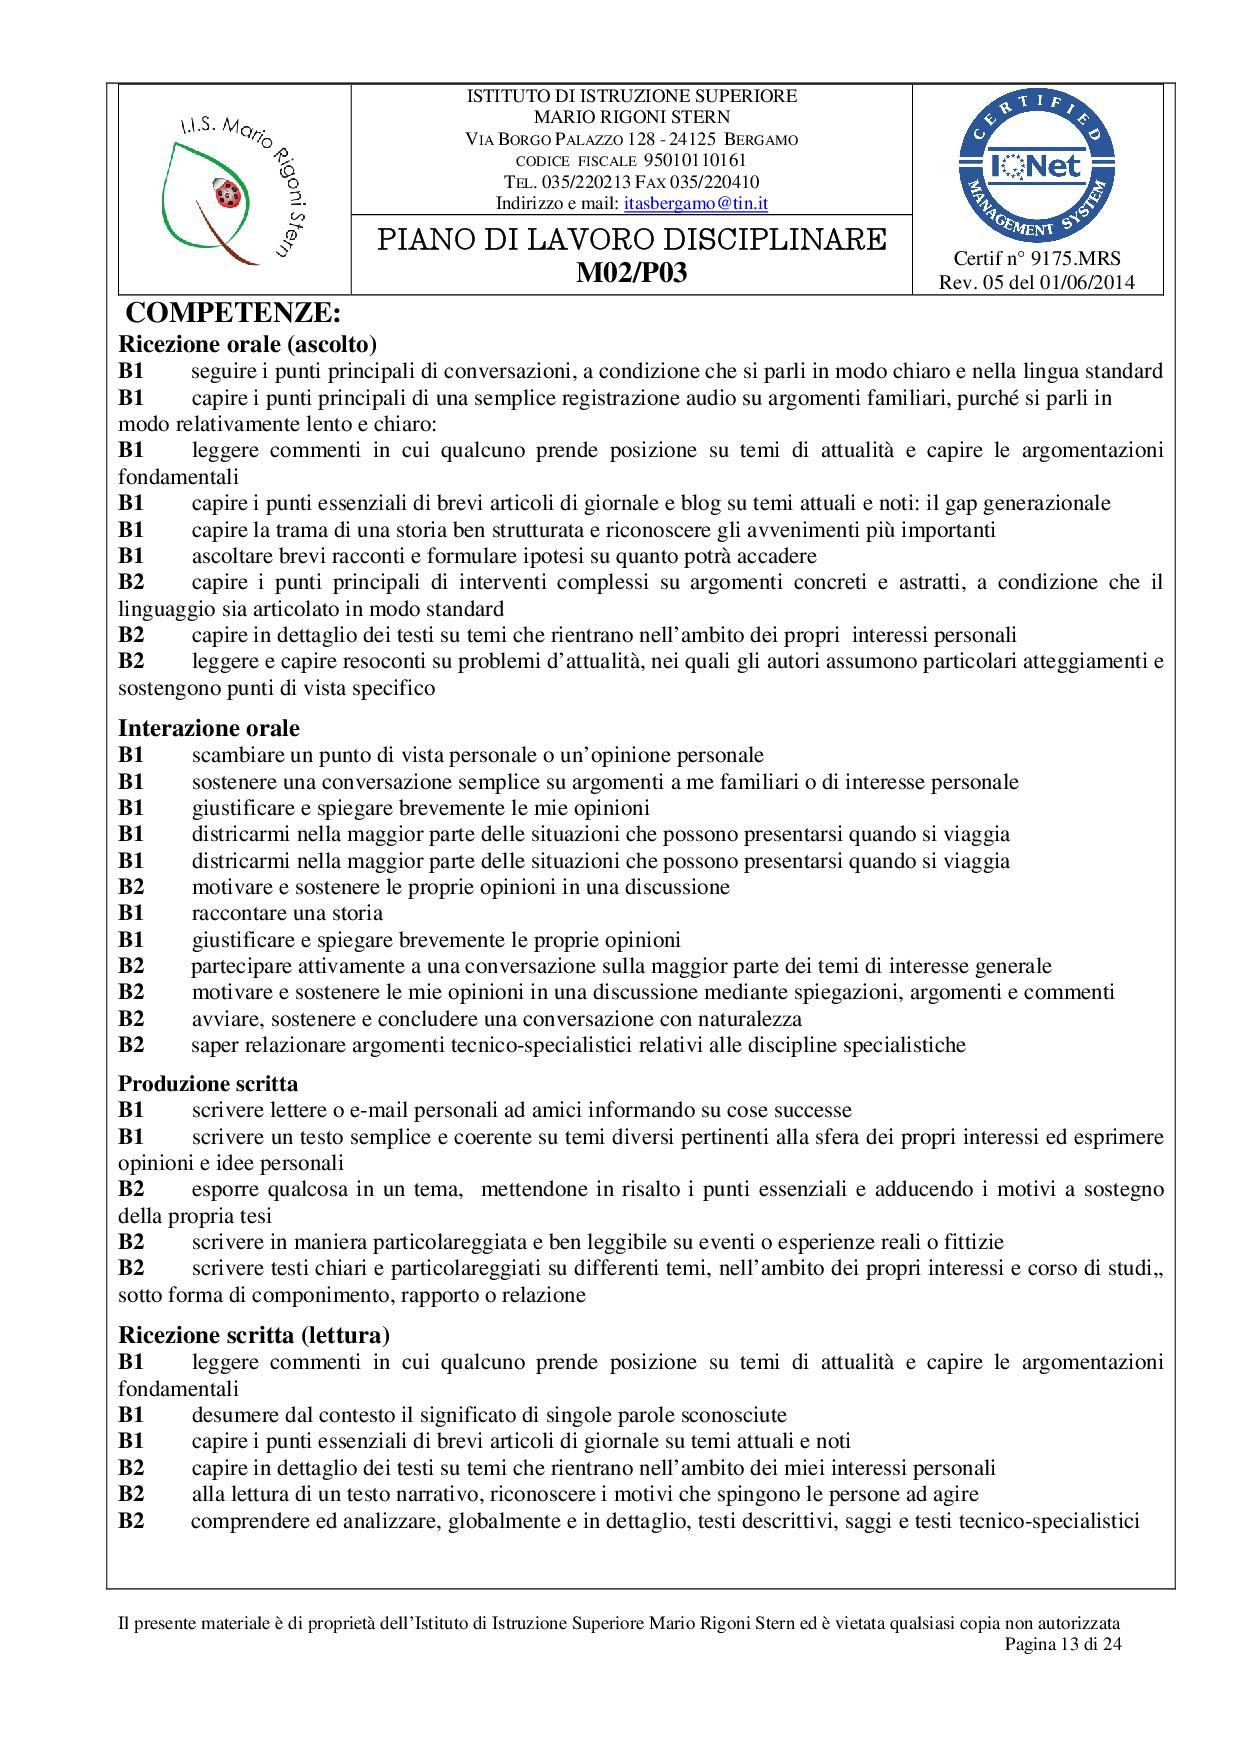 I.I.S. Mario Rigoni Stern
ISTITUTO DI ISTRUZIONE SUPERIORE
MARIO RIGONI STERN
VIA BORGO PALAZZO 128 - 24125 BERGAMO
CODICE FISCALE 95010110161
TEL. 035/220213 FAX 035/220410
Indirizzo e mail: itasbergamo@tin.it
PIANO DI LAVORO DISCIPLINARE
M02/P03
CERTIFIED
IQNet
MANAGEMENT SYSTEM
Certif n° 9175.MRS
Rev. 05 del 01/06/2014
COMPETENZE:
Ricezione orale (ascolto)
B1 seguire i punti principali di conversazioni, a condizione che si parli in modo chiaro e nella lingua standard
B1 capire i punti principali di una semplice registrazione audio su argomenti familiari, purché si parli in
modo relativamente lento e chiaro:
B1 leggere commenti in cui qualcuno prende posizione su temi di attualità e capire le argomentazioni
fondamentali
B1 capire i punti essenziali di brevi articoli di giornale e blog su temi attuali e noti: il gap generazionale
B1 capire la trama di una storia ben strutturata e riconoscere gli avvenimenti più importanti
B1 ascoltare brevi racconti e formulare ipotesi su quanto potrà accadere
B2 capire i punti principali di interventi complessi su argomenti concreti e astratti, a condizione che il
linguaggio sia articolato in modo standard
B2 capire in dettaglio dei testi su temi che rientrano nell’ambito dei propri interessi personali
B2 leggere e capire resoconti su problemi d’attualità, nei quali gli autori assumono particolari atteggiamenti e
sostengono punti di vista specifico
Interazione orale
B1 scambiare un punto di vista personale o un’opinione personale
B1 sostenere una conversazione semplice su argomenti a me familiari o di interesse personale
B1 giustificare e spiegare brevemente le mie opinioni
B1 districarmi nella maggior parte delle situazioni che possono presentarsi quando si viaggia
B1 districarmi nella maggior parte delle situazioni che possono presentarsi quando si viaggia
B2 motivare e sostenere le proprie opinioni in una discussione
B1 raccontare una storia
B1 giustificare e spiegare brevemente le proprie opinioni
B2 partecipare attivamente a una conversazione sulla maggior parte dei temi di interesse generale
B2 motivare e sostenere le mie opinioni in una discussione mediante spiegazioni, argomenti e commenti
B2 avviare, sostenere e concludere una conversazione con naturalezza
B2 saper relazionare argomenti tecnico-specialistici relativi alle discipline specialistiche
Produzione scritta
B1 scrivere lettere o e-mail personali ad amici informando su cose successe
B1 scrivere un testo semplice e coerente su temi diversi pertinenti alla sfera dei propri interessi ed esprimere
opinioni e idee personali
B2 esporre qualcosa in un tema, mettendone in risalto i punti essenziali e adducendo i motivi a sostegno
della propria tesi
B2 scrivere in maniera particolareggiata e ben leggibile su eventi o esperienze reali o fittizie
B2 scrivere testi chiari e particolareggiati su differenti temi, nell’ambito dei propri interessi e corso di studi,,
sotto forma di componimento, rapporto o relazione
Ricezione scritta (lettura)
B1 leggere commenti in cui qualcuno prende posizione su temi di attualità e capire le argomentazioni
fondamentali
B1 desumere dal contesto il significato di singole parole sconosciute
B1 capire i punti essenziali di brevi articoli di giornale su temi attuali e noti
B2 capire in dettaglio dei testi su temi che rientrano nell’ambito dei miei interessi personali
B2 alla lettura di un testo narrativo, riconoscere i motivi che spingono le persone ad agire
B2 comprendere ed analizzare, globalmente e in dettaglio, testi descrittivi, saggi e testi tecnico-specialistici
Il presente materiale è di proprietà dell’Istituto di Istruzione Superiore Mario Rigoni Stern ed è vietata qualsiasi copia non autorizzata
Pagina 13 di 24